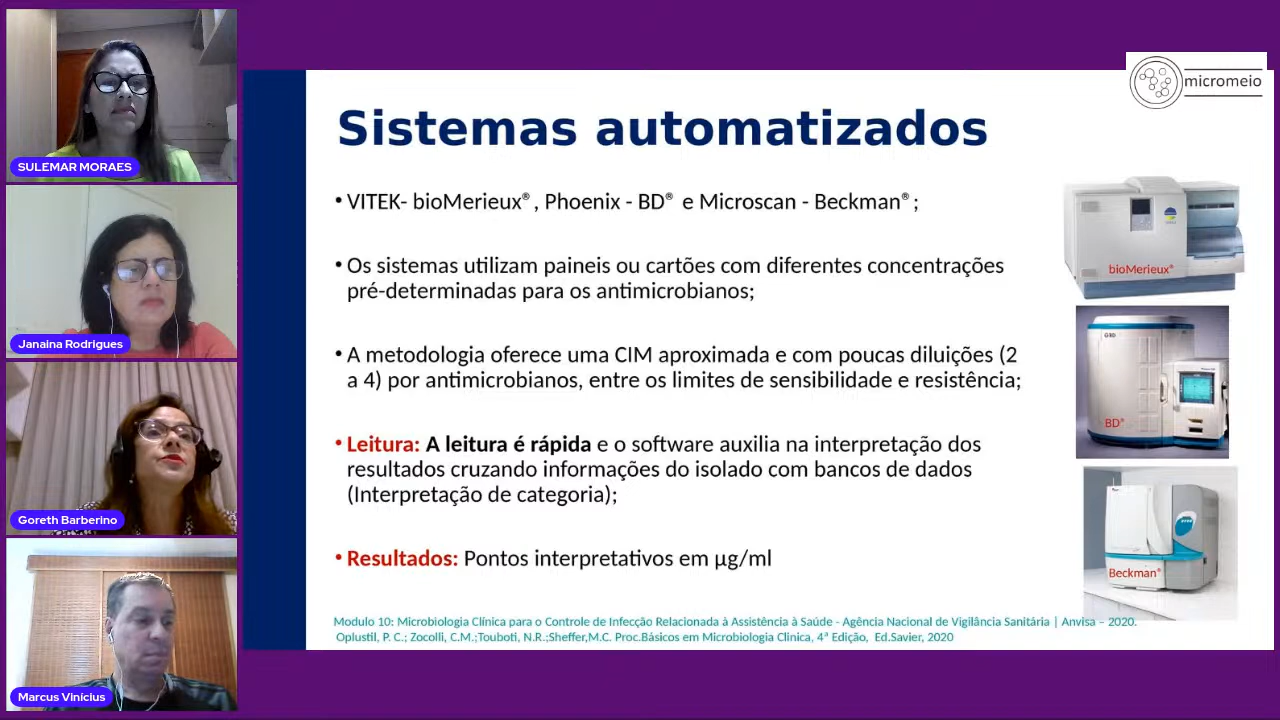 SULEMAR MORAES
Janaina Rodrigues
Goreth Barberino
Marcus Vinicius
micromeio
Sistemas automatizados
• VITEK- bioMerieux®, Phoenix - BD® e Microscan - Beckman®;
• Os sistemas utilizam paineis ou cartões com diferentes concentrações
pré-determinadas para os antimicrobianos;
• A metodologia oferece uma CIM aproximada e com poucas diluições (2
a 4) por antimicrobianos, entre os limites de sensibilidade e resistência;
• Leitura: A leitura é rápida e o software auxilia na interpretação dos
resultados cruzando informações do isolado com bancos de dados
(Interpretação de categoria);
• Resultados: Pontos interpretativos em µg/ml
bioMerieux®
BD®
Beckman®
Modulo 10: Microbiologia Clínica para o Controle de Infecção Relacionada à Assistência à Saúde - Agência Nacional de Vigilância Sanitária | Anvisa – 2020.
Oplustil, P. C.; Zocolli, C.M.;Touboti, N.R.;Sheffer,M.C. Proc.Básicos em Microbiologia Clínica, 4ª Edição, Ed.Savier, 2020